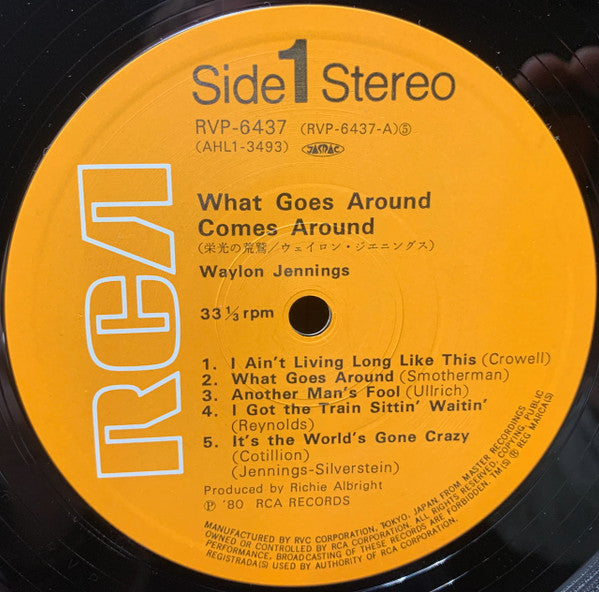 Side 1 Stereo
RVP-6437 (RVP-6437-A)⑤
(AHL1-3493) JASRAC
RCA
What Goes Around
Comes Around
(栄光の荒鷲/ウェイロン・ジエニングス)
Waylon Jennings
33 ⅓ rpm
1. I Ain't Living Long Like This (Crowell)
2. What Goes Around (Smotherman)
3. Another Man's Fool (Ullrich)
4. I Got the Train Sittin' Waitin'
(Reynolds)
5. It's the World's Gone Crazy
(Cotillion)
(Jennings-Silverstein)
Produced by Richie Albright
Ⓟ '80 RCA RECORDS
MANUFACTURED BY RVC CORPORATION, TOKYO, JAPAN, FROM MASTER RECORDINGS
OWNED OR CONTROLLED BY RCA CORPORATION. ALL RIGHTS RESERVED. COPYING, PUBLIC
PERFORMANCE, BROADCASTING OF THESE RECORDS ARE FORBIDDEN. TM(S) ® REG MARCA(S)
REGISTRADA(S) USED BY AUTHORITY OF RCA CORPORATION.